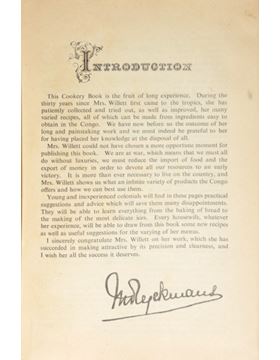 INTRODUCTION
This Cookery Book is the fruit of long experience. During the
thirty years since Mrs. Willett first came to the tropics, she has
patiently collected and tried out, as well as improved, her many
varied recipes, all of which can be made from ingredients easy to
obtain in the Congo. We have now before us the outcome of her
long and painstaking work and we must indeed be grateful to her
for having placed her knowledge at the disposal of all.
Mrs. Willett could not have chosen a more opportune moment for
publishing this book. We are at war, which means that we must all
do without luxuries, we must reduce the import of food and the
export of money in order to devote all our resources to an early
victory. It is more than ever necessary to live on the country, and
Mrs. Willett shows us what an infinite variety of products the Congo
offers and how we can best use them.
Young and inexperienced colonials will find in these pages practical
suggestions and advice which will save them many disappointments.
They will be able to learn everything from the baking of bread to
the making of the most delicate airs. Every housewife, whatever
her experience, will be able to draw from this book some new recipes
as well as useful suggestions for the varying of her menus.
I sincerely congratulate Mrs. Willett on her work, which she has
succeeded in making attractive by its precision and clearness, and
I wish her all the success it deserves.
Ryckmans